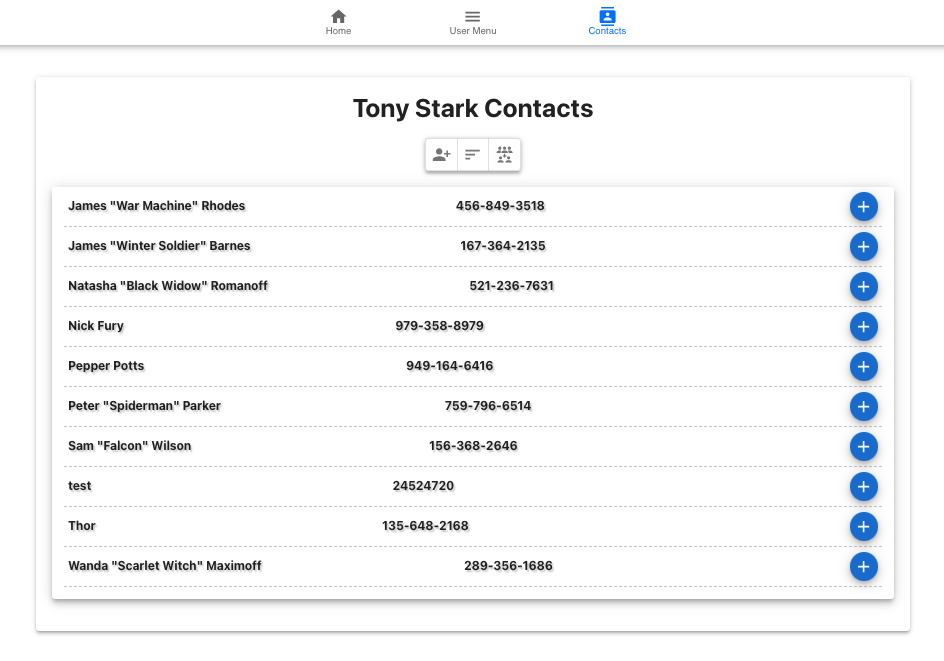 Home User Menu Contacts
Tony Stark Contacts
James "War Machine" Rhodes 456-849-3518
James "Winter Soldier" Barnes 167-364-2135
Natasha "Black Widow" Romanoff 521-236-7631
Nick Fury 979-358-8979
Pepper Potts 949-164-6416
Peter "Spiderman" Parker 759-796-6514
Sam "Falcon" Wilson 156-368-2646
test 24524720
Thor 135-648-2168
Wanda "Scarlet Witch" Maximoff 289-356-1686